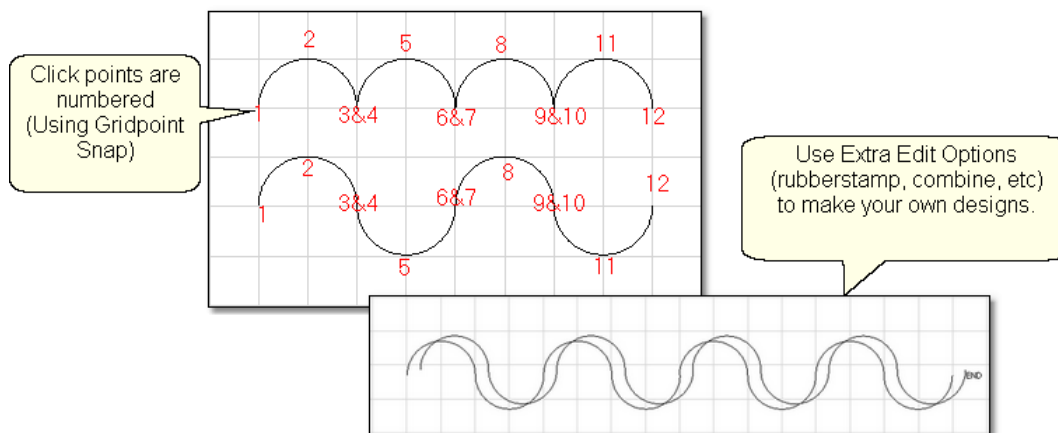 Click points are
numbered
(Using Gridpoint
Snap)
2 5 8 11
1 3&4 6&7 9&10 12
2 8 12
1 3&4 6&7 9&10
5 11
Use Extra Edit Options
(rubberstamp, combine, etc)
to make your own designs.
END